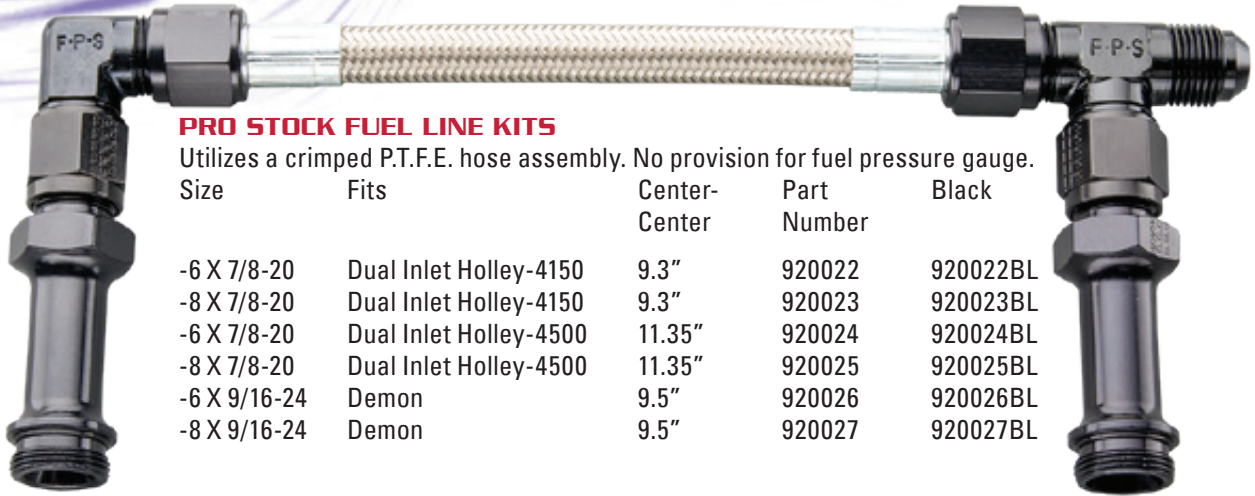 F·P·S
F·P·S
PRO STOCK FUEL LINE KITS
Utilizes a crimped P.T.F.E. hose assembly. No provision for fuel pressure gauge.
Size Fits Center-Center Part Number Black
-6 X 7/8-20 Dual Inlet Holley-4150 9.3” 920022 920022BL
-8 X 7/8-20 Dual Inlet Holley-4150 9.3” 920023 920023BL
-6 X 7/8-20 Dual Inlet Holley-4500 11.35” 920024 920024BL
-8 X 7/8-20 Dual Inlet Holley-4500 11.35” 920025 920025BL
-6 X 9/16-24 Demon 9.5” 920026 920026BL
-8 X 9/16-24 Demon 9.5” 920027 920027BL